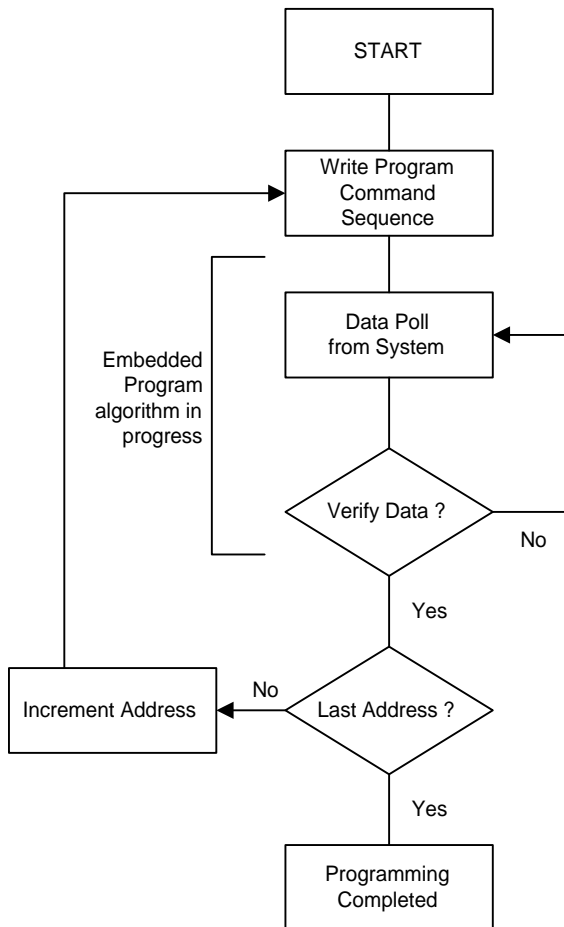 START
Write Program
Command
Sequence
Data Poll
from System
Embedded
Program
algorithm in
progress
Verify Data ?
No
Yes
Increment Address
No
Last Address ?
Yes
Programming
Completed